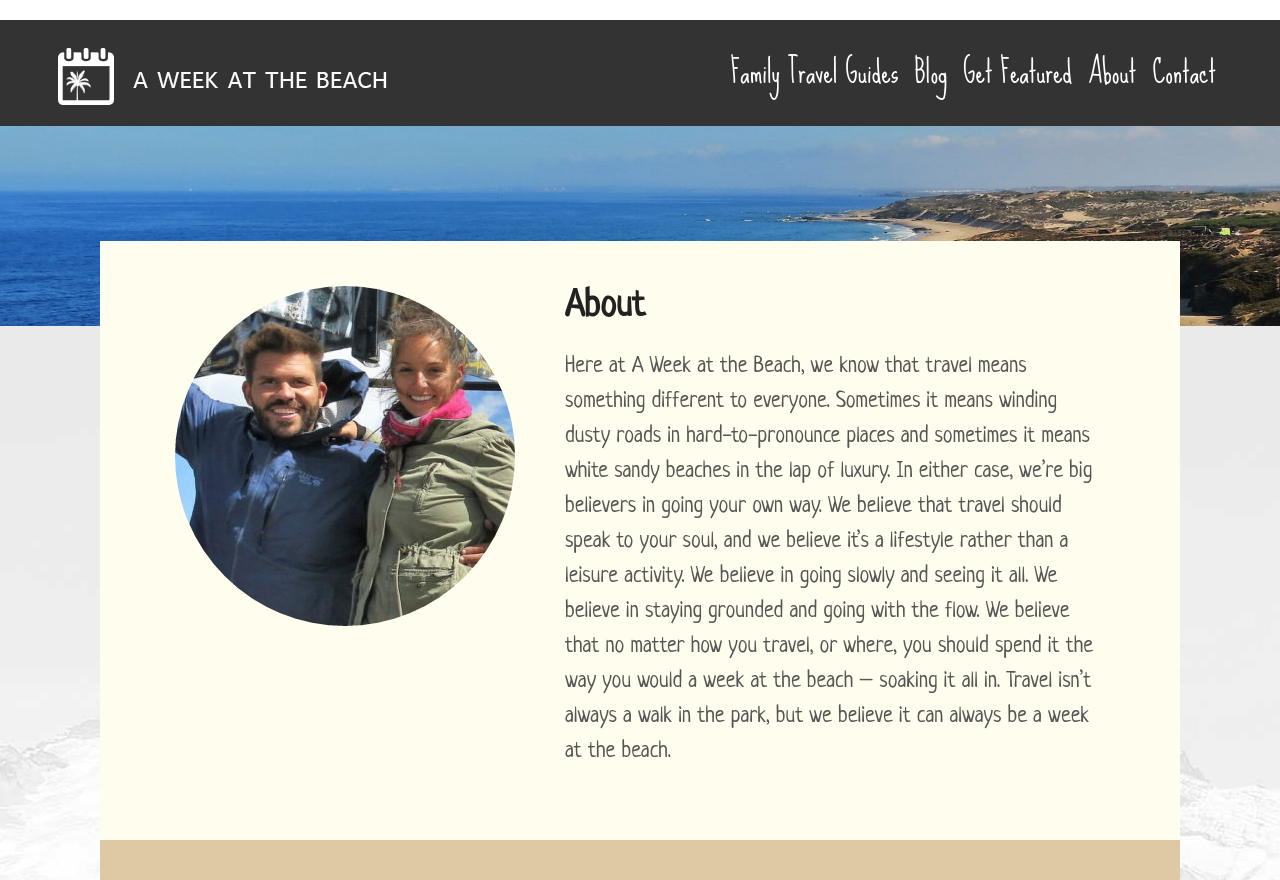 A WEEK AT THE BEACH
Family Travel Guides Blog Get Featured About Contact
About
Here at A Week at the Beach, we know that travel means
something different to everyone. Sometimes it means winding
dusty roads in hard-to-pronounce places and sometimes it means
white sandy beaches in the lap of luxury. In either case, we’re big
believers in going your own way. We believe that travel should
speak to your soul, and we believe it’s a lifestyle rather than a
leisure activity. We believe in going slowly and seeing it all. We
believe in staying grounded and going with the flow. We believe
that no matter how you travel, or where, you should spend it the
way you would a week at the beach – soaking it all in. Travel isn’t
always a walk in the park, but we believe it can always be a week
at the beach.